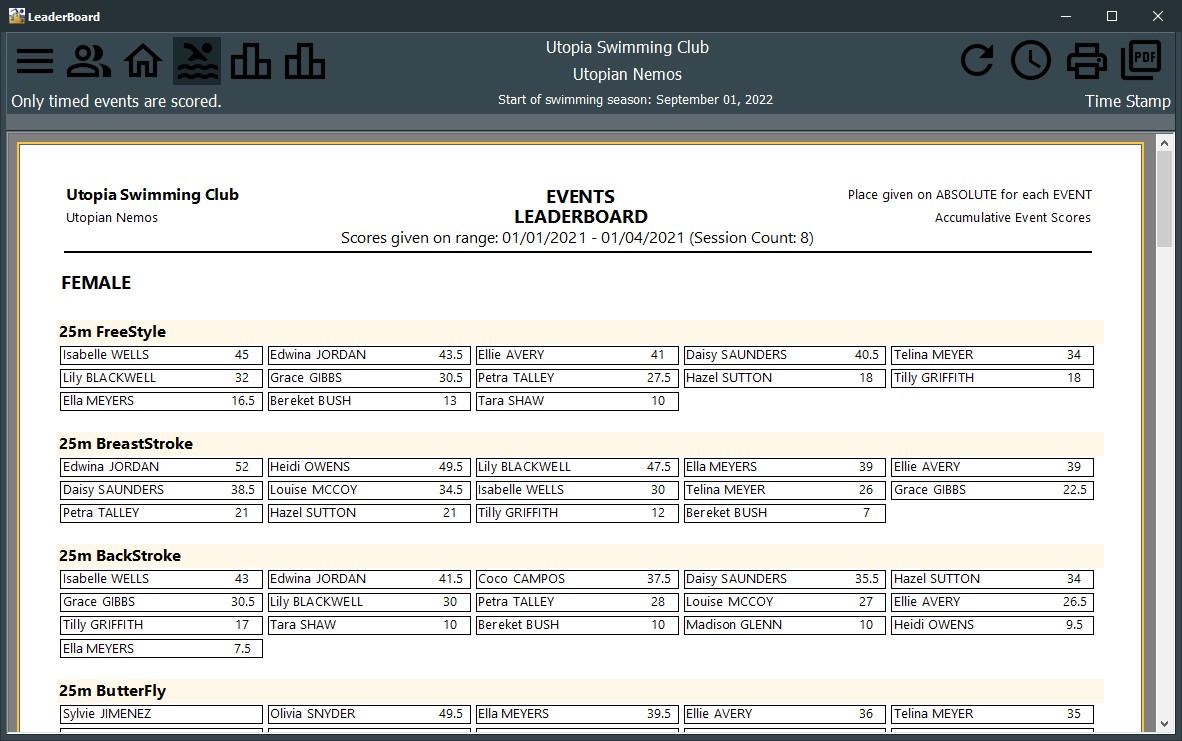 LeaderBoard
Utopia Swimming Club
Utopian Nemos
PDF
Only timed events are scored. Start of swimming season: September 01, 2022 Time Stamp
Utopia Swimming Club EVENTS Place given on ABSOLUTE for each EVENT
Utopian Nemos LEADERBOARD Accumulative Event Scores
Scores given on range: 01/01/2021 - 01/04/2021 (Session Count: 8)
FEMALE
25m FreeStyle
Isabelle WELLS 45 Edwina JORDAN 43.5 Ellie AVERY 41 Daisy SAUNDERS 40.5 Telina MEYER 34
Lily BLACKWELL 32 Grace GIBBS 30.5 Petra TALLEY 27.5 Hazel SUTTON 18 Tilly GRIFFITH 18
Ella MEYERS 16.5 Bereket BUSH 13 Tara SHAW 10
25m BreastStroke
Edwina JORDAN 52 Heidi OWENS 49.5 Lily BLACKWELL 47.5 Ella MEYERS 39 Ellie AVERY 39
Daisy SAUNDERS 38.5 Louise MCCOY 34.5 Isabelle WELLS 30 Telina MEYER 26 Grace GIBBS 22.5
Petra TALLEY 21 Hazel SUTTON 21 Tilly GRIFFITH 12 Bereket BUSH 7
25m BackStroke
Isabelle WELLS 43 Edwina JORDAN 41.5 Coco CAMPOS 37.5 Daisy SAUNDERS 35.5 Hazel SUTTON 34
Grace GIBBS 30.5 Lily BLACKWELL 30 Petra TALLEY 28 Louise MCCOY 27 Ellie AVERY 26.5
Tilly GRIFFITH 17 Tara SHAW 10 Bereket BUSH 10 Madison GLENN 10 Heidi OWENS 9.5
Ella MEYERS 7.5
25m ButterFly
Sylvie JIMENEZ Olivia SNYDER 49.5 Ella MEYERS 39.5 Ellie AVERY 36 Telina MEYER 35